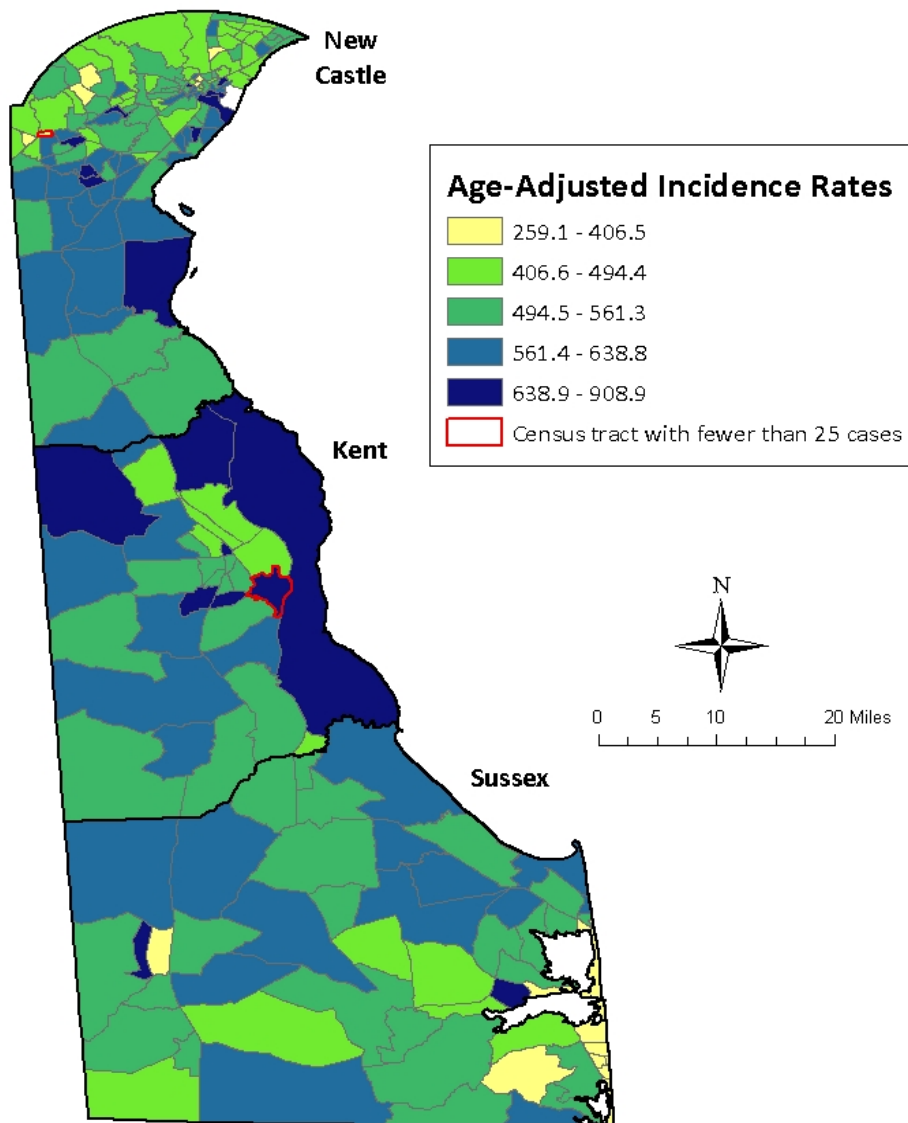 New
Castle
Age-Adjusted Incidence Rates
259.1 - 406.5
406.6 - 494.4
494.5 - 561.3
561.4 - 638.8
638.9 - 908.9
Census tract with fewer than 25 cases
Kent
N
0 5 10 20 Miles
Sussex